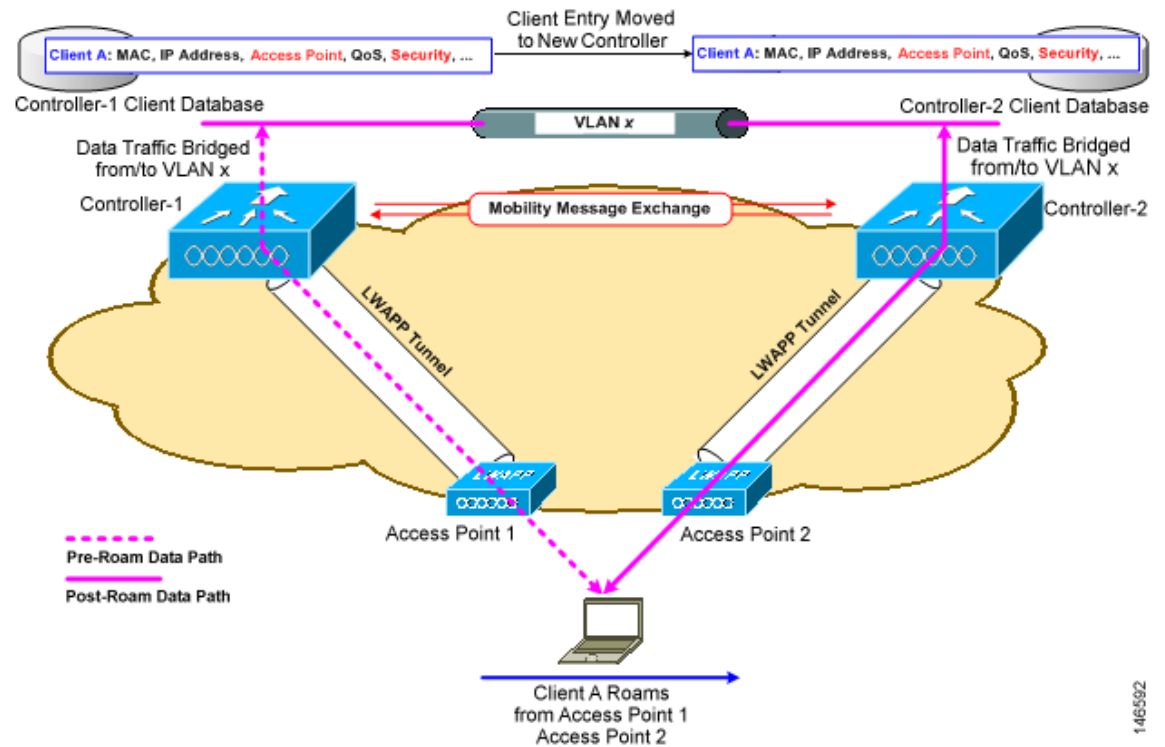 Client Entry Moved
to New Controller
Client A: MAC, IP Address, Access Point, QoS, Security, ...
Client A: MAC, IP Address, Access Point, QoS, Security, ...
Controller-1 Client Database
Controller-2 Client Database
VLAN x
Data Traffic Bridged
from/to VLAN x
Data Traffic Bridged
from/to VLAN x
Controller-1
Mobility Message Exchange
Controller-2
LWAPP Tunnel
LWAPP Tunnel
LWAPP
LWAPP
Access Point 1
Access Point 2
Pre-Roam Data Path
Post-Roam Data Path
Client A Roams
from Access Point 1
Access Point 2
146592